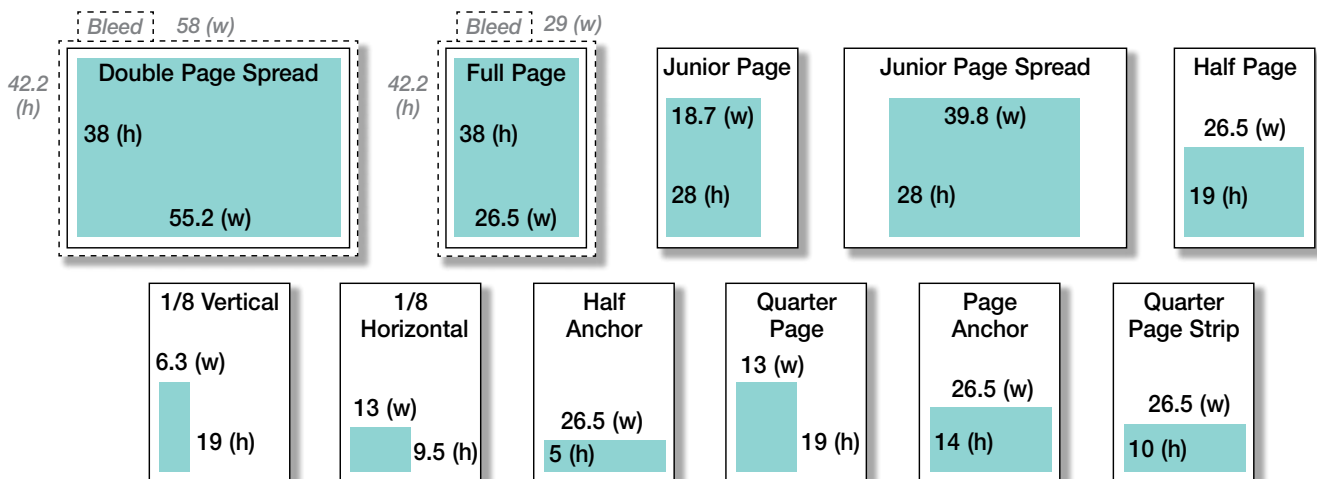 Bleed 58 (w)
42.2
(h)
Double Page Spread
38 (h)
55.2 (w)
Bleed 29 (w)
42.2
(h)
Full Page
38 (h)
26.5 (w)
Junior Page
18.7 (w)
28 (h)
Junior Page Spread
39.8 (w)
28 (h)
Half Page
26.5 (w)
19 (h)
1/8 Vertical
6.3 (w)
19 (h)
1/8
Horizontal
13 (w)
9.5 (h)
Half
Anchor
26.5 (w)
5 (h)
Quarter
Page
13 (w)
19 (h)
Page
Anchor
26.5 (w)
14 (h)
Quarter
Page Strip
26.5 (w)
10 (h)